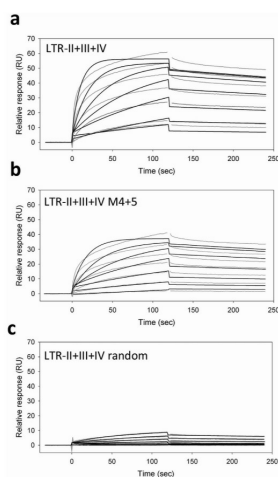 a
LTR-II+III+IV
70
60
50
40
30
20
10
0
Relative response (RU)
0 50 100 150 200 250
Time (sec)
b
LTR-II+III+IV M4+5
70
60
50
40
30
20
10
0
Relative response (RU)
0 50 100 150 200 250
Time (sec)
c
LTR-II+III+IV random
70
60
50
40
30
20
10
0
Relative response (RU)
0 50 100 150 200 250
Time (sec)